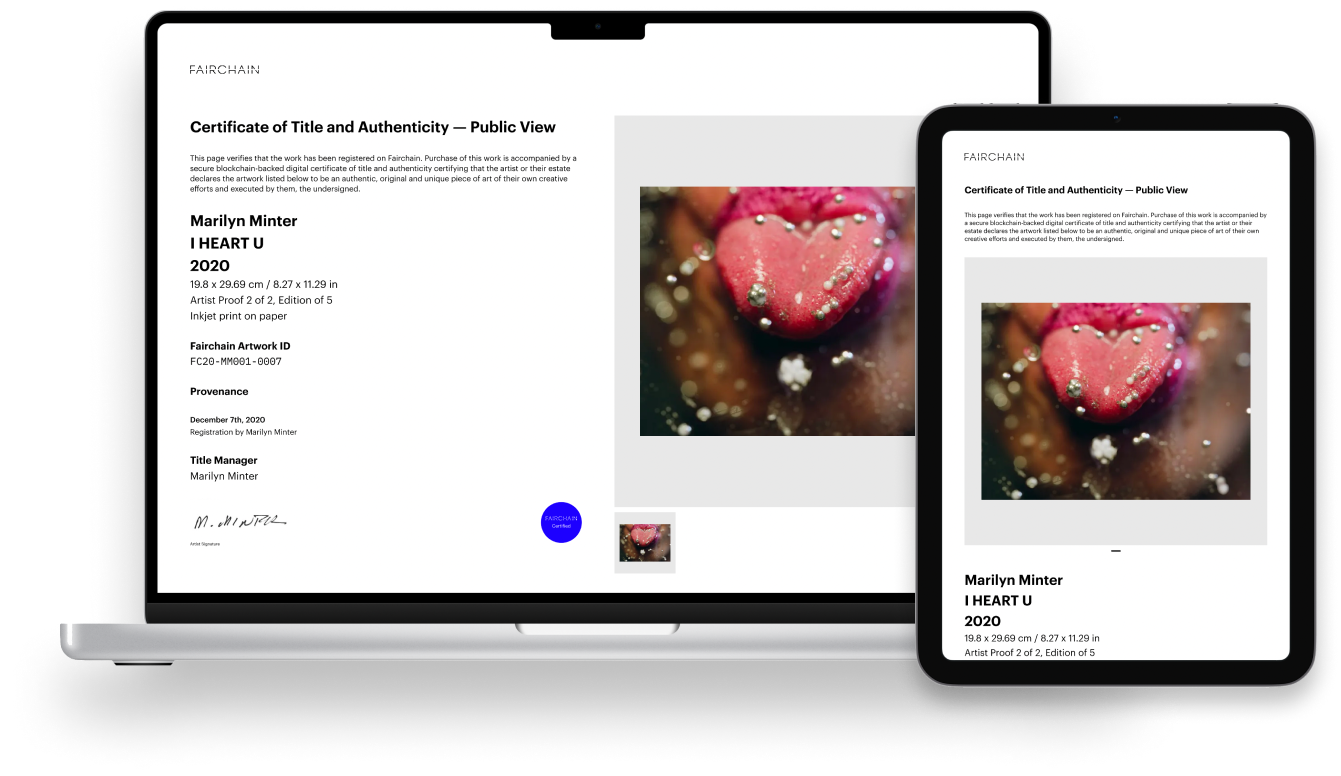 FAIRCHAIN
Certificate of Title and Authenticity — Public View
This page verifies that the work has been registered on Fairchain. Purchase of this work is accompanied by a
secure blockchain-backed digital certificate of title and authenticity certifying that the artist or their estate
declares the artwork listed below to be an authentic, original and unique piece of art of their own creative
efforts and executed by them, the undersigned.
Marilyn Minter
I HEART U
2020
19.8 x 29.69 cm / 8.27 x 11.29 in
Artist Proof 2 of 2, Edition of 5
Inkjet print on paper
Fairchain Artwork ID
FC20-MM001-0007
Provenance
December 7th, 2020
Registration by Marilyn Minter
Title Manager
Marilyn Minter
M. MINTER
Artist Signature
FAIRCHAIN
Certified
FAIRCHAIN
Certificate of Title and Authenticity — Public View
This page verifies that the work has been registered on Fairchain. Purchase of this work is accompanied by
a secure blockchain-backed digital certificate of title and authenticity certifying that the artist or their
estate declares the artwork listed below to be an authentic, original and unique piece of art of their own
creative efforts and executed by them, the undersigned.
Marilyn Minter
I HEART U
2020
19.8 x 29.69 cm / 8.27 x 11.29 in
Artist Proof 2 of 2, Edition of 5